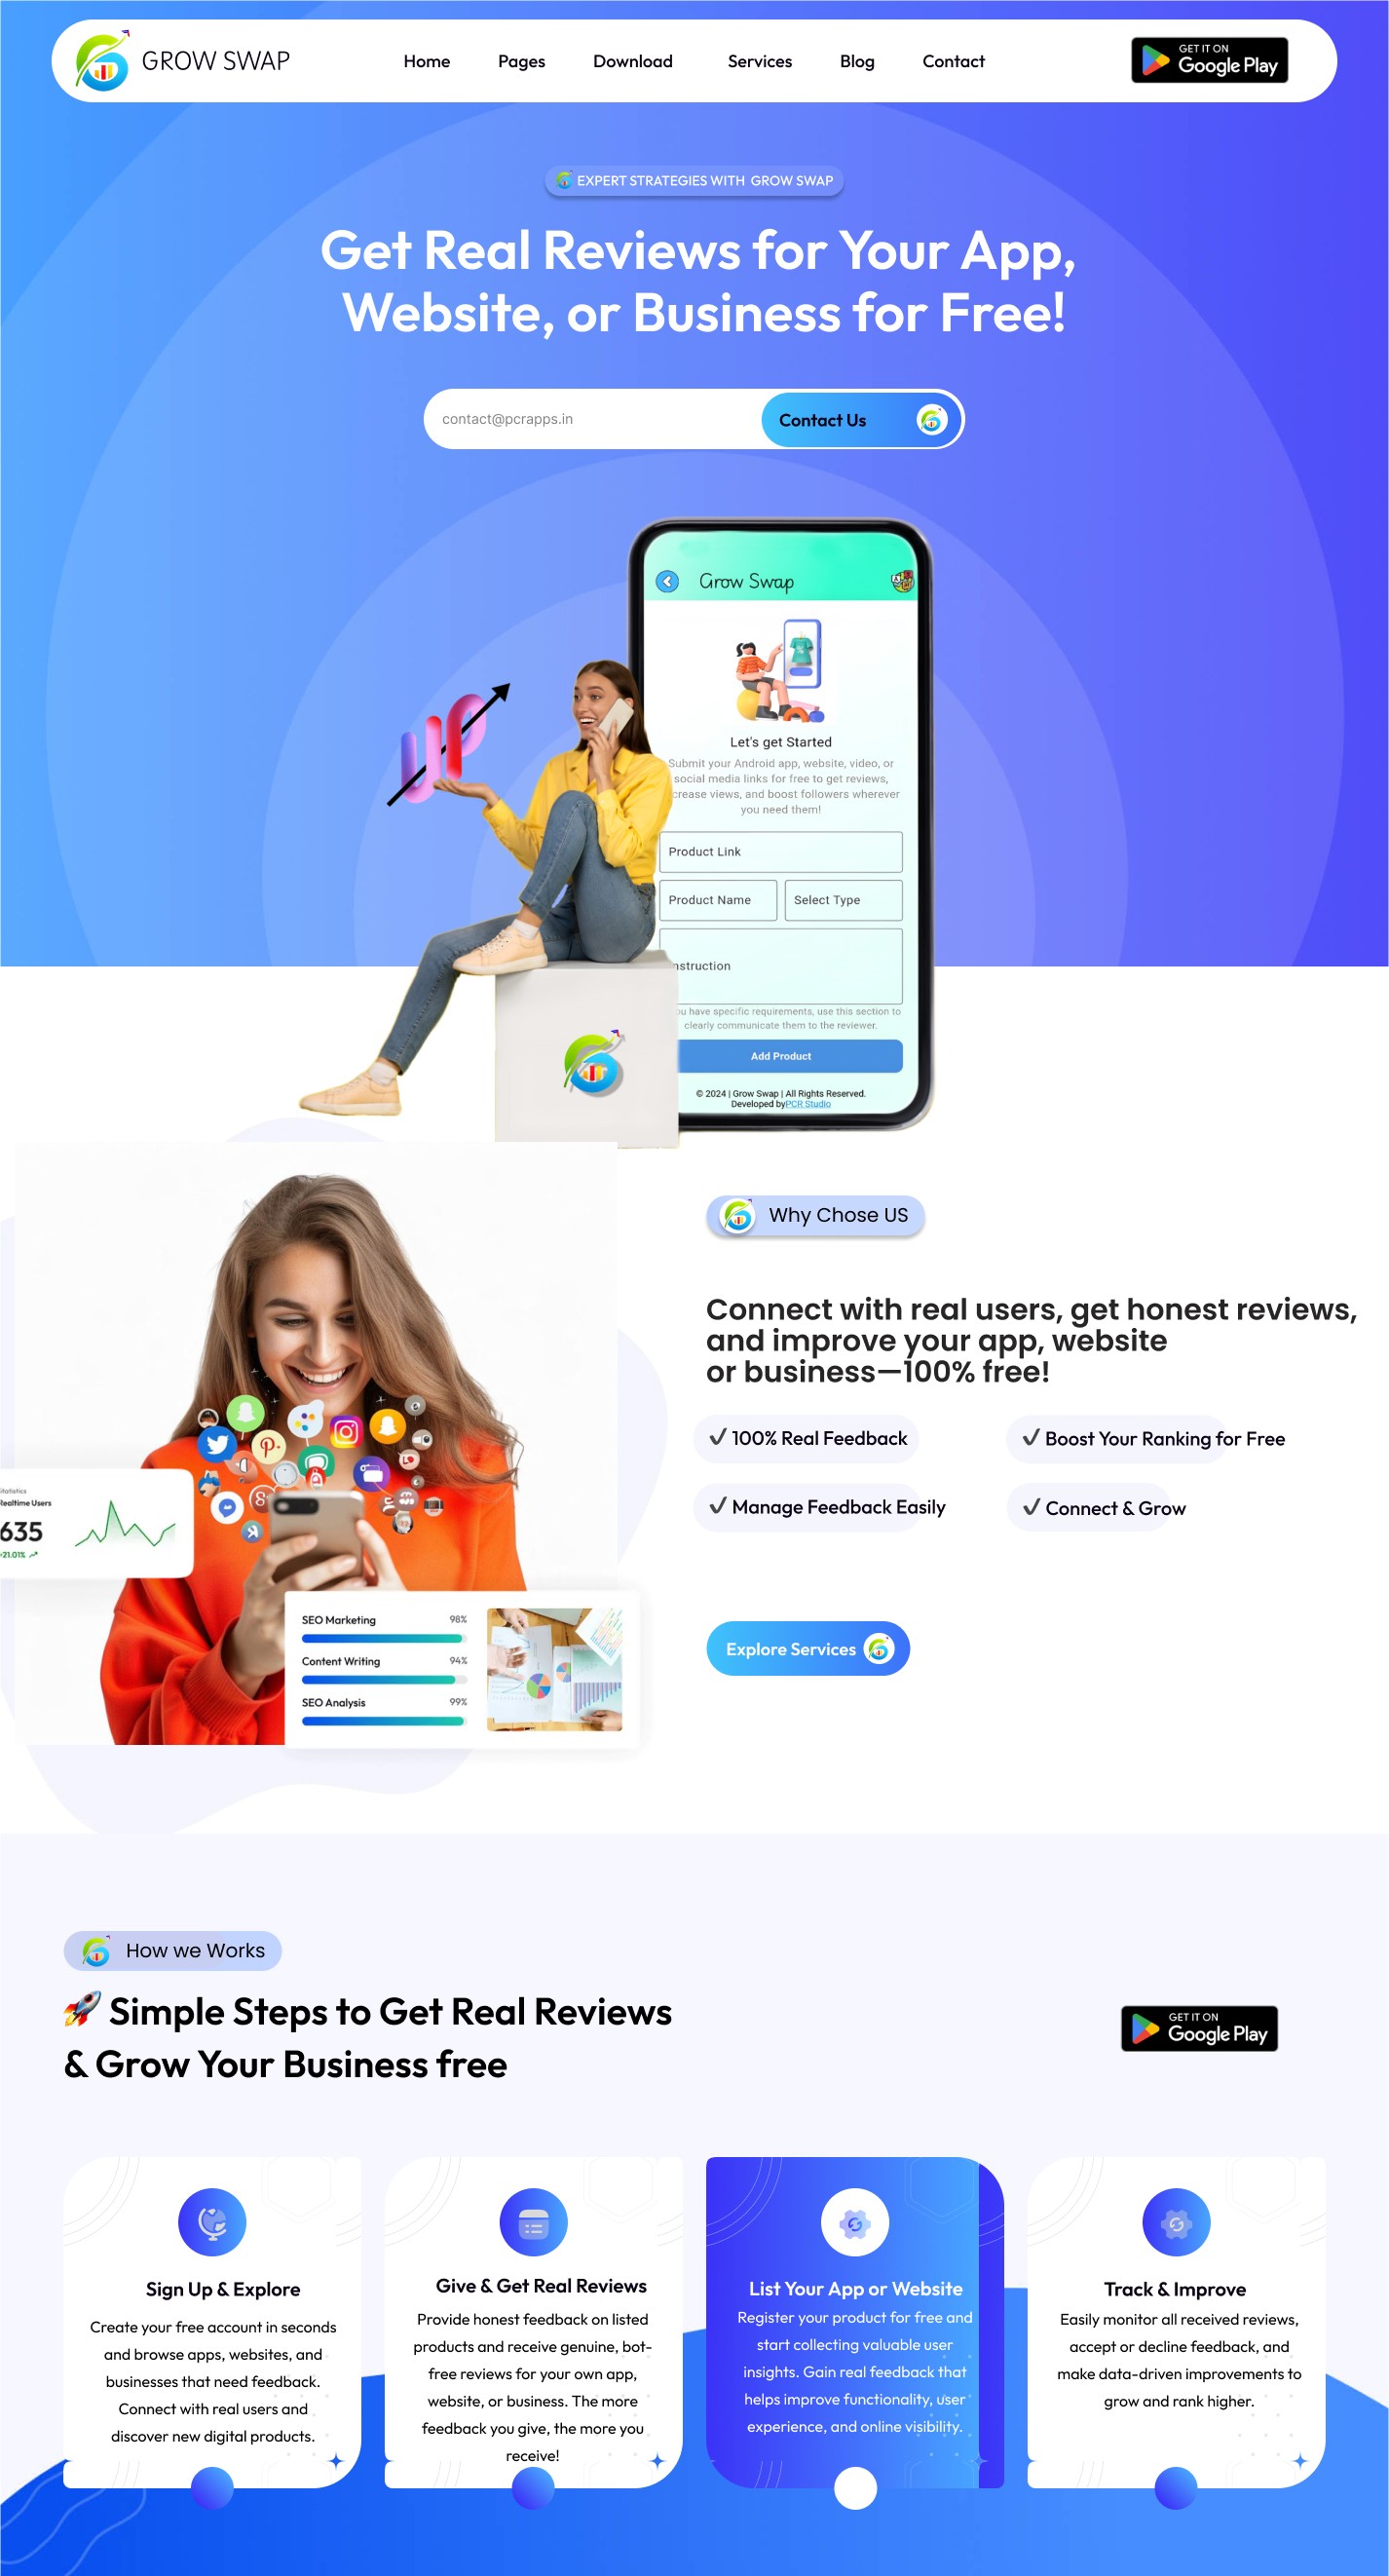 GROW SWAP
Home Pages Download Services Blog Contact
GET IT ON
Google Play
EXPERT STRATEGIES WITH GROW SWAP
Get Real Reviews for Your App,
Website, or Business for Free!
contact@pcrapps.in
Contact Us
Grow Swap
Let's get Started
Submit your Android app, website, video, or
social media links for free to get reviews,
crease views, and boost followers wherever
you need them!
Product Link
Product Name Select Type
nstruction
ou have specific requirements, use this section to
clearly communicate them to the reviewer.
Add Product
© 2024 | Grow Swap | All Rights Reserved.
Developed byPCR Studio
Why Chose US
Connect with real users, get honest reviews,
and improve your app, website
or business—100% free!
✔ 100% Real Feedback
✔ Boost Your Ranking for Free
✔ Manage Feedback Easily
✔ Connect & Grow
Explore Services
Statistics
Realtime Users
635
21.01%
SEO Marketing 98%
Content Writing 94%
SEO Analysis 99%
How we Works
🚀 Simple Steps to Get Real Reviews
& Grow Your Business free
GET IT ON
Google Play
Sign Up & Explore
Create your free account in seconds
and browse apps, websites, and
businesses that need feedback.
Connect with real users and
discover new digital products.
Give & Get Real Reviews
Provide honest feedback on listed
products and receive genuine, bot-
free reviews for your own app,
website, or business. The more
feedback you give, the more you
receive!
List Your App or Website
Register your product for free and
start collecting valuable user
insights. Gain real feedback that
helps improve functionality, user
experience, and online visibility.
Track & Improve
Easily monitor all received reviews,
accept or decline feedback, and
make data-driven improvements to
grow and rank higher.